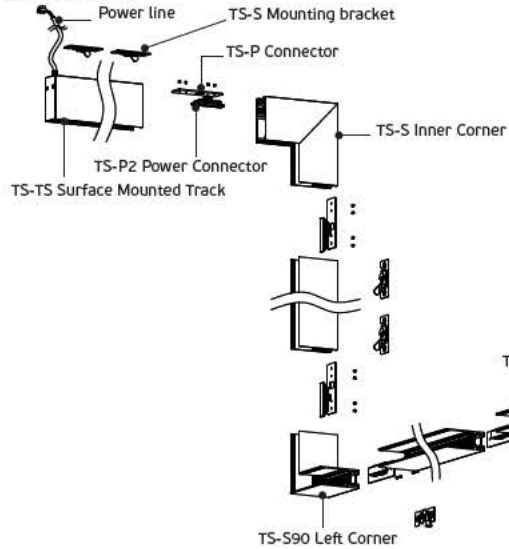 Power line
TS-S Mounting bracket
TS-P Connector
TS-S Inner Corner
TS-P2 Power Connector
TS-TS Surface Mounted Track
T
TS-S90 Left Corner